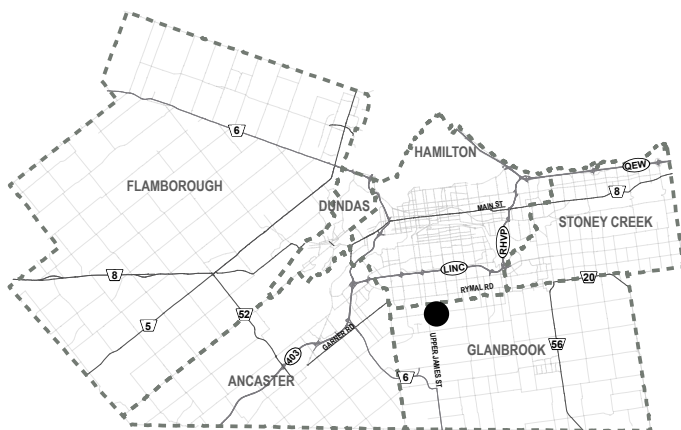 6
HAMILTON
QEW
FLAMBOROUGH
DUNDAS
8
MAIN ST
STONEY CREEK
RHVP
LINC
8
20
RYMAL RD
52
5
GARNER RD
UPPER JAMES ST
403
GLANBROOK
56
ANCASTER
6